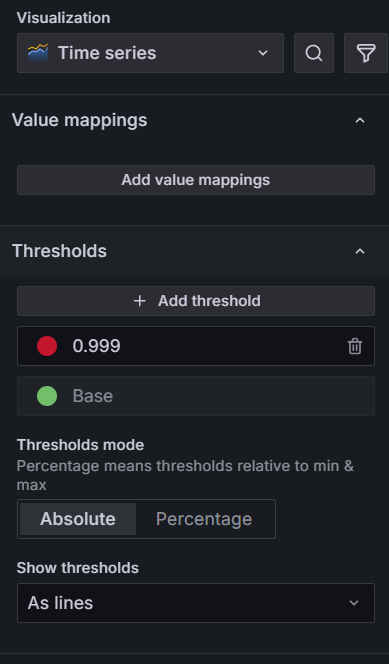 Visualization
Time series
Value mappings
Add value mappings
Thresholds
+ Add threshold
0.999
Base
Thresholds mode
Percentage means thresholds relative to min &
max
Absolute Percentage
Show thresholds
As lines